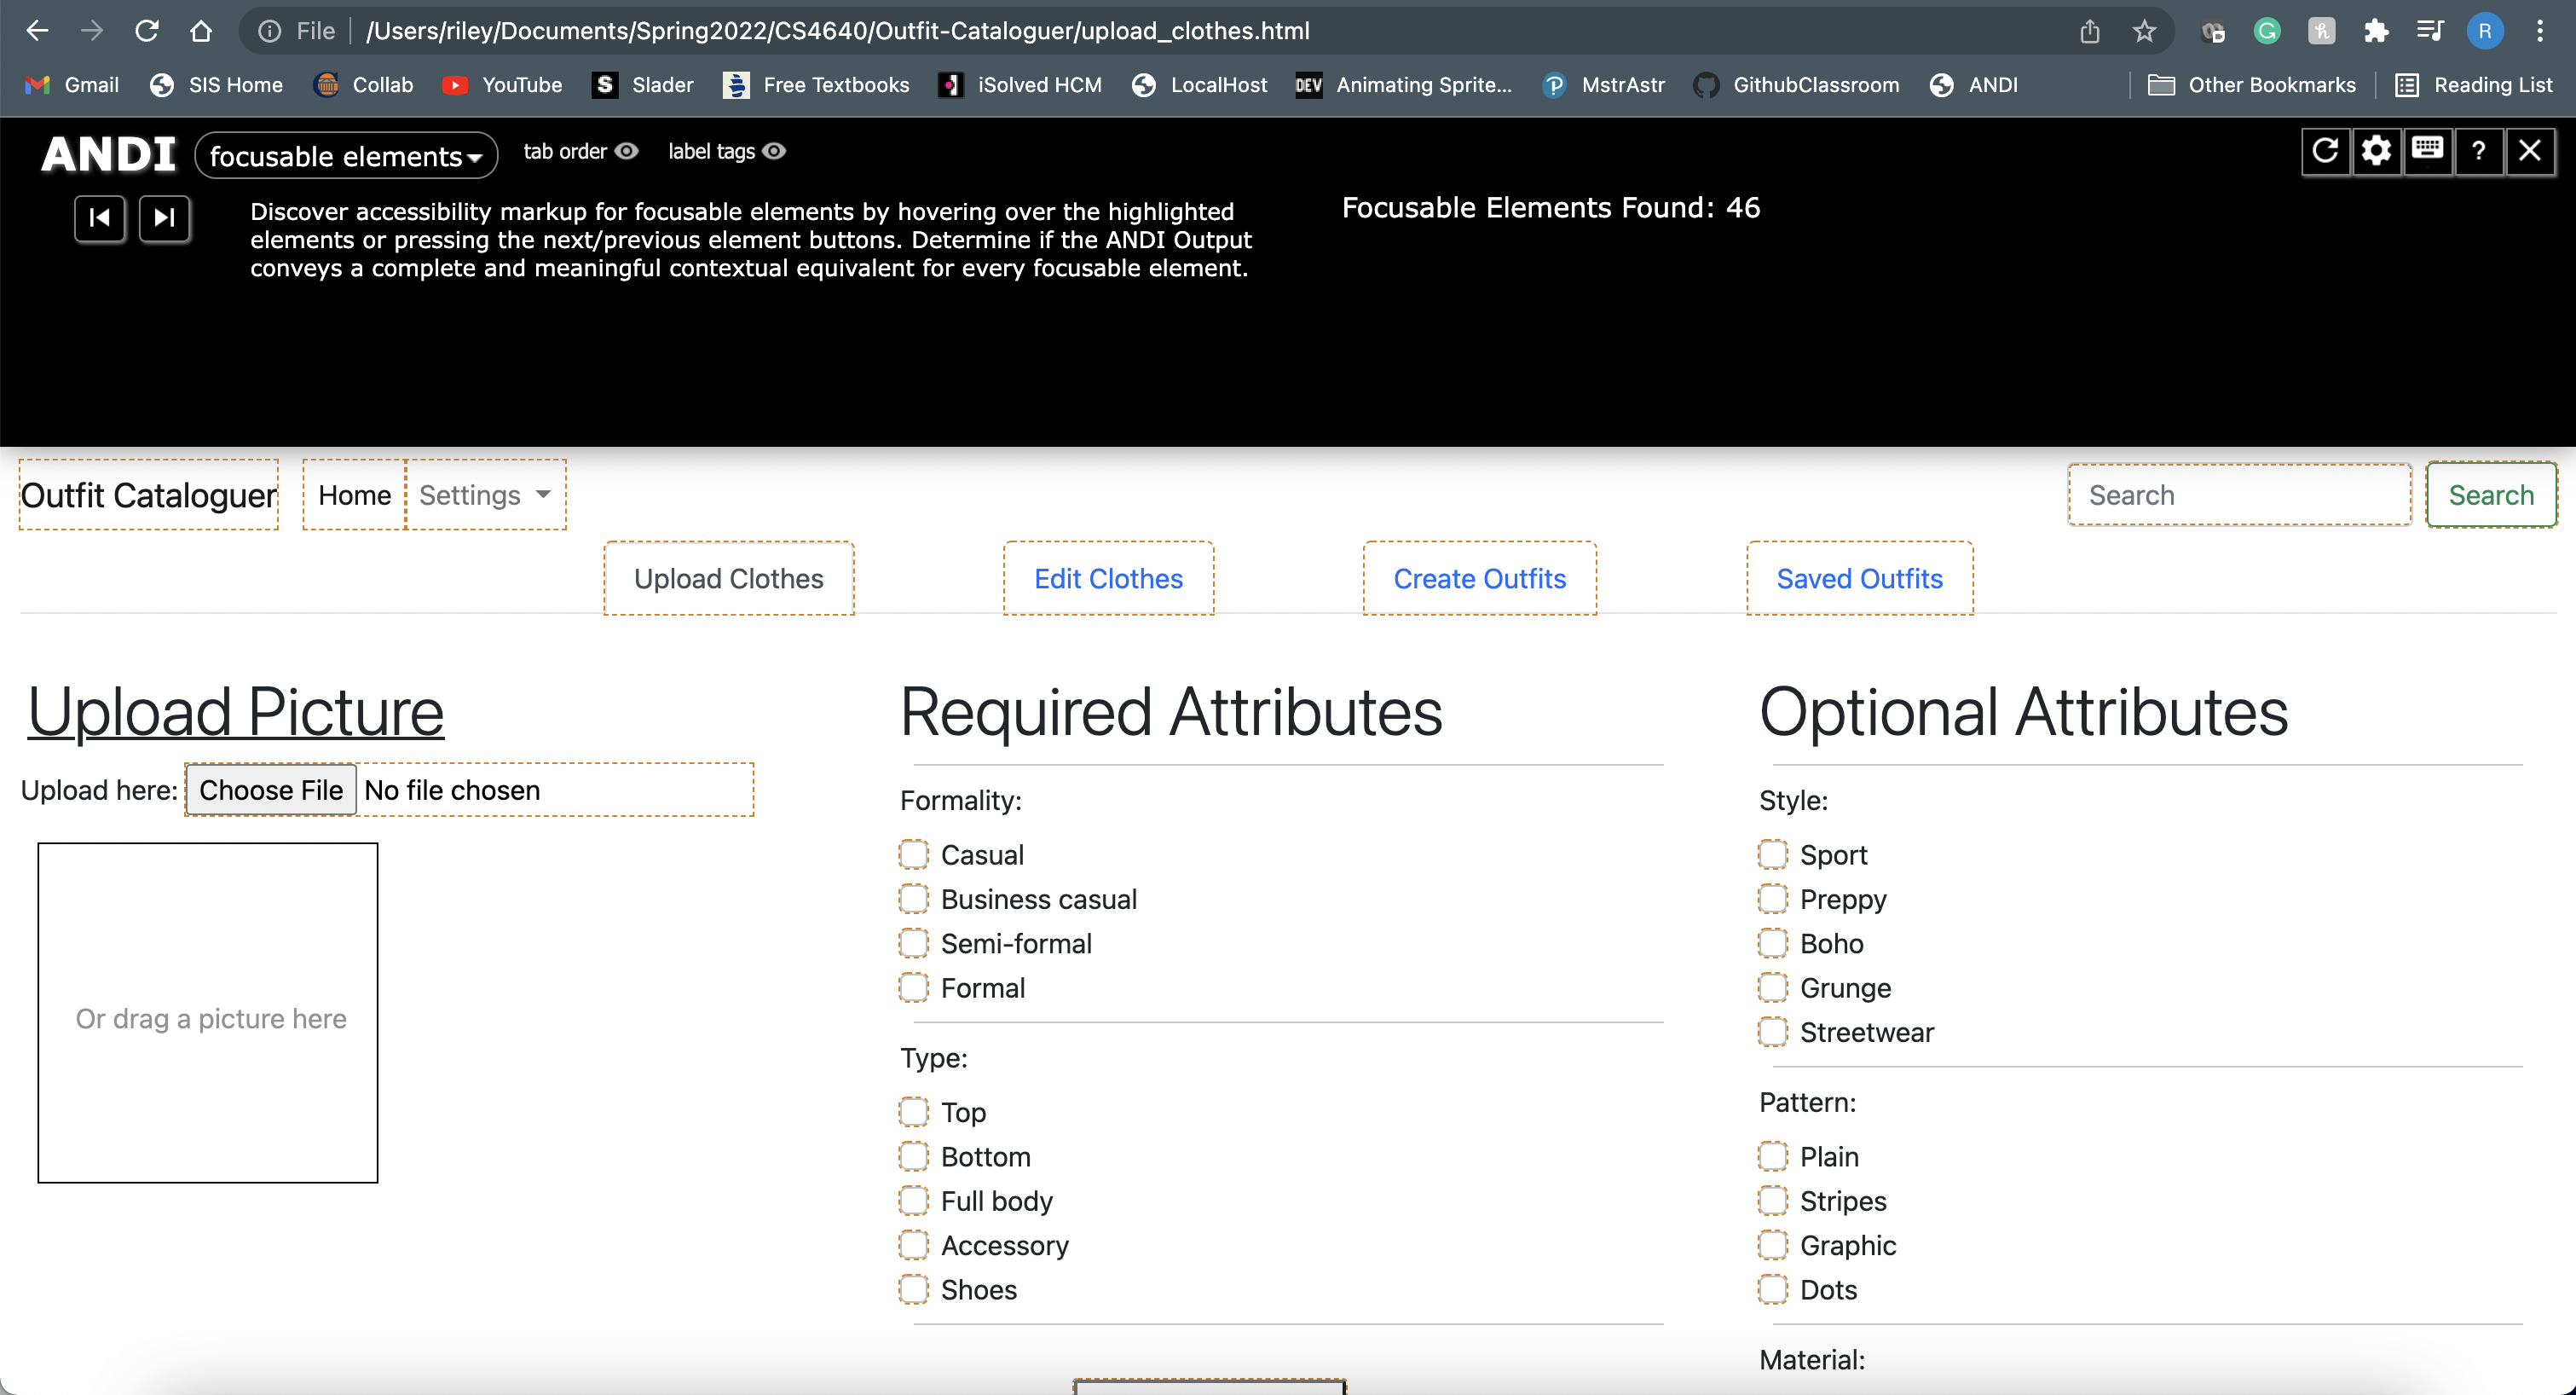 File /Users/riley/Documents/Spring2022/CS4640/Outfit-Cataloguer/upload_clothes.html
Gmail SIS Home Collab YouTube Slader Free Textbooks iSolved HCM LocalHost DEV Animating Sprite... MstrAstr GithubClassroom ANDI Other Bookmarks Reading List
ANDI focusable elements tab order label tags ?
Discover accessibility markup for focusable elements by hovering over the highlighted
elements or pressing the next/previous element buttons. Determine if the ANDI Output
conveys a complete and meaningful contextual equivalent for every focusable element.
Focusable Elements Found: 46
Outfit Cataloguer Home Settings Search Search
Upload Clothes Edit Clothes Create Outfits Saved Outfits
Upload Picture
Upload here: Choose File No file chosen
Or drag a picture here
Required Attributes
Formality:
Casual
Business casual
Semi-formal
Formal
Type:
Top
Bottom
Full body
Accessory
Shoes
Optional Attributes
Style:
Sport
Preppy
Boho
Grunge
Streetwear
Pattern:
Plain
Stripes
Graphic
Dots
Material: